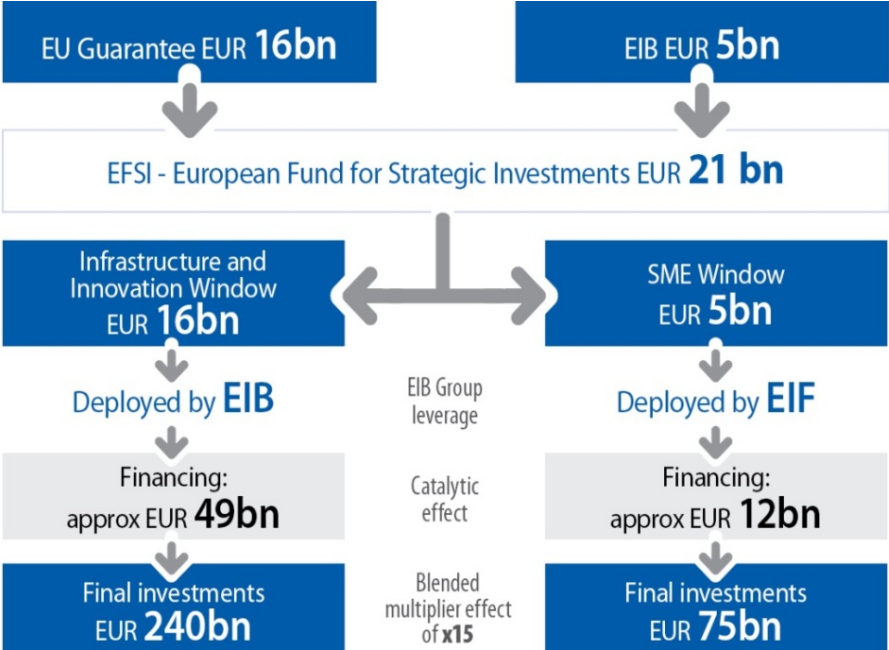 EU Guarantee EUR 16bn
EIB EUR 5bn
EFSI - European Fund for Strategic Investments EUR 21 bn
Infrastructure and
Innovation Window
EUR 16bn
SME Window
EUR 5bn
Deployed by EIB
EIB Group
leverage
Deployed by EIF
Financing:
approx EUR 49bn
Catalytic
effect
Financing:
approx EUR 12bn
Final investments
EUR 240bn
Blended
multiplier effect
of x15
Final investments
EUR 75bn